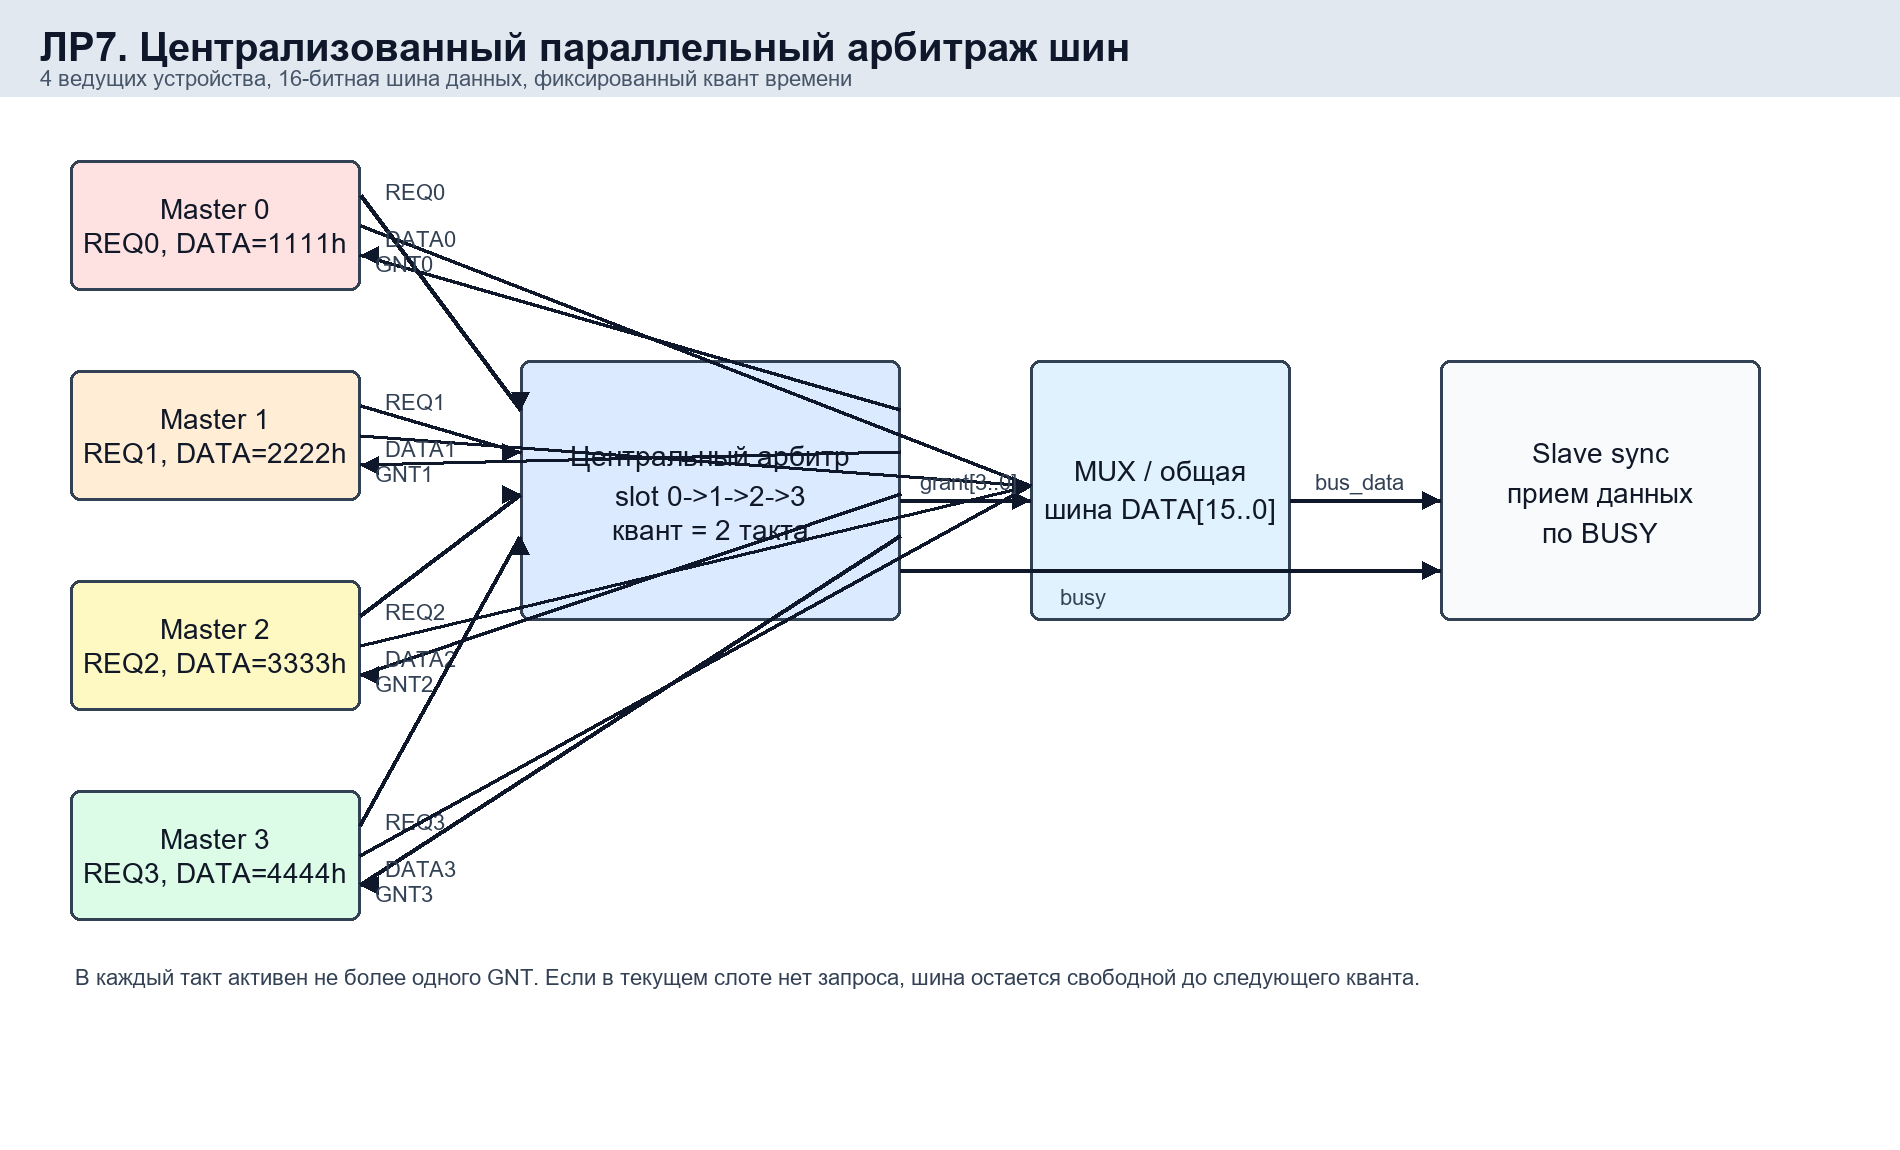 ЛР7. Централизованный параллельный арбитраж шин
4 ведущих устройства, 16-битная шина данных, фиксированный квант времени
Master 0
REQ0, DATA=1111h
REQ0
DATA0
GNT0
Master 1
REQ1, DATA=2222h
REQ1
DATA1
GNT1
Master 2
REQ2, DATA=3333h
REQ2
DATA2
GNT2
Master 3
REQ3, DATA=4444h
REQ3
DATA3
GNT3
Центральный арбитр
slot 0->1->2->3
квант = 2 такта
grant[3..0]
MUX / общая
шина DATA[15..0]
busy
bus_data
Slave sync
прием данных
по BUSY
В каждый такт активен не более одного GNT. Если в текущем слоте нет запроса, шина остается свободной до следующего кванта.